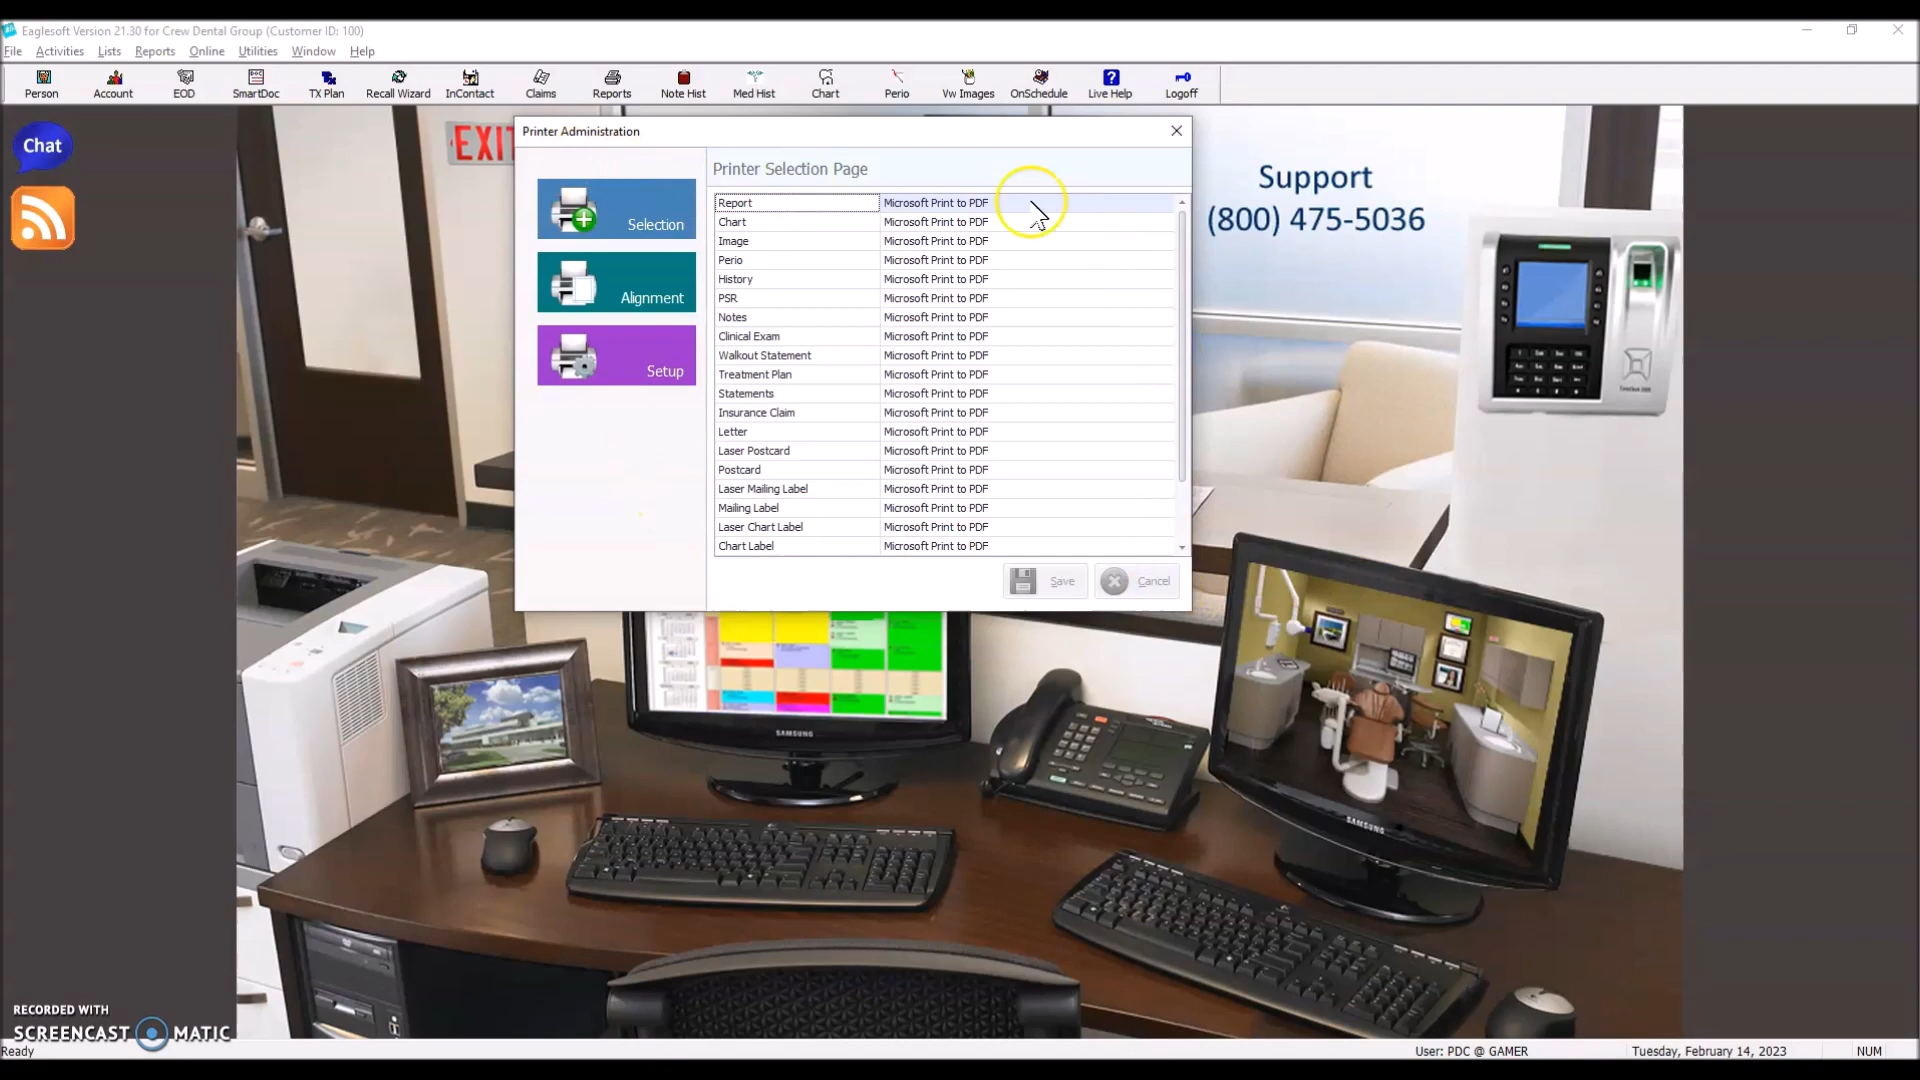 Eaglesoft Version 21.30 for Crew Dental Group (Customer ID: 100)
File Activities Lists Reports Online Utilities Window Help
Person Account EOD SmartDoc TX Plan Recall Wizard InContact Claims Reports Note Hist Med Hist Chart Perio Vw Images OnSchedule Live Help Logoff
Chat
EXIT
Printer Administration
Selection
Alignment
Setup
Printer Selection Page
Report Microsoft Print to PDF
Chart Microsoft Print to PDF
Image Microsoft Print to PDF
Perio Microsoft Print to PDF
History Microsoft Print to PDF
PSR Microsoft Print to PDF
Notes Microsoft Print to PDF
Clinical Exam Microsoft Print to PDF
Walkout Statement Microsoft Print to PDF
Treatment Plan Microsoft Print to PDF
Statements Microsoft Print to PDF
Insurance Claim Microsoft Print to PDF
Letter Microsoft Print to PDF
Laser Postcard Microsoft Print to PDF
Postcard Microsoft Print to PDF
Laser Mailing Label Microsoft Print to PDF
Mailing Label Microsoft Print to PDF
Laser Chart Label Microsoft Print to PDF
Chart Label Microsoft Print to PDF
Save Cancel
Support
(800) 475-5036
SAMSUNG
SAMSUNG
RECORDED WITH
SCREENCAST MATIC
Ready
User: PDC @ GAMER
Tuesday, February 14, 2023
NUM